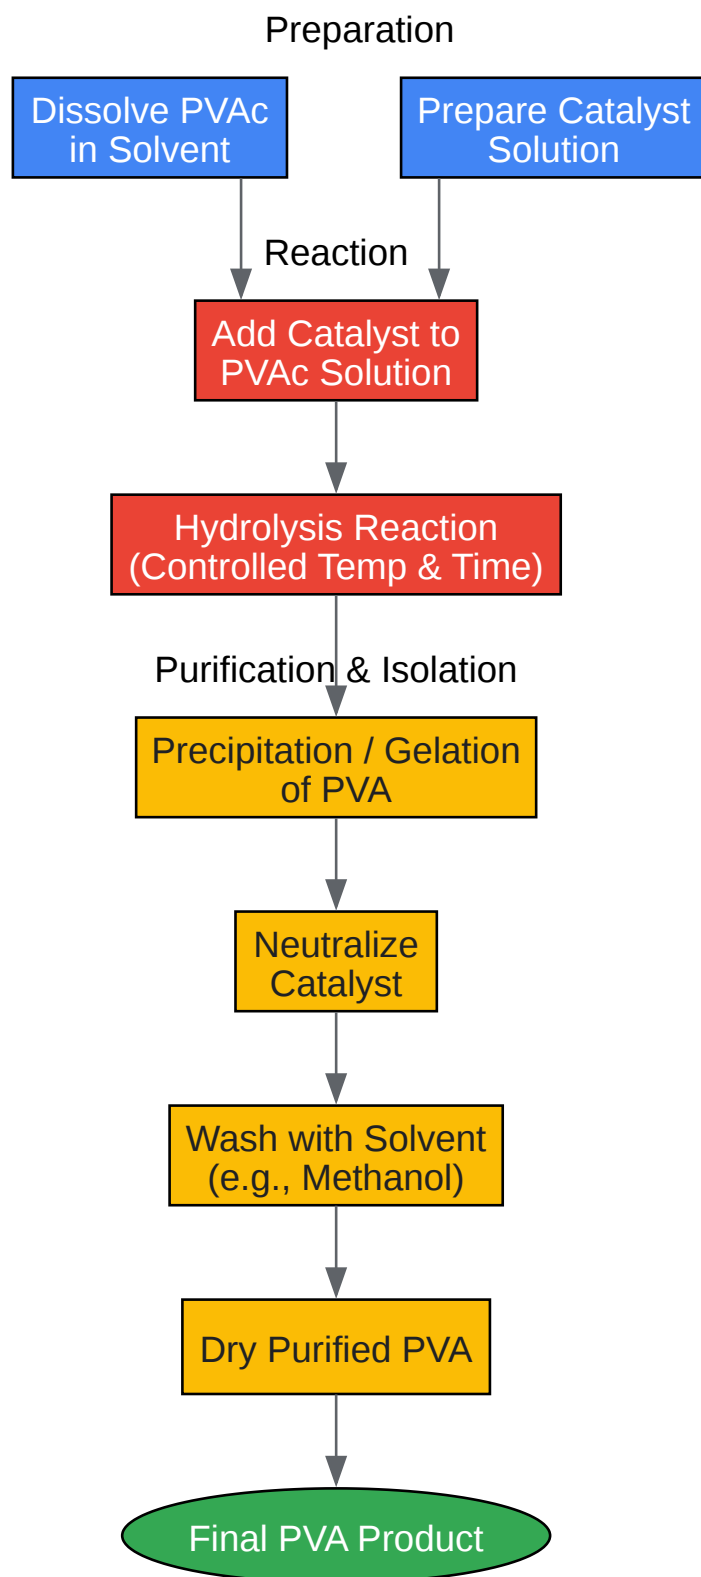 Preparation
Dissolve PVAc
in Solvent
Prepare Catalyst
Solution
Reaction
Add Catalyst to
PVAc Solution
Hydrolysis Reaction
(Controlled Temp & Time)
Purification & Isolation
Precipitation / Gelation
of PVA
Neutralize
Catalyst
Wash with Solvent
(e.g., Methanol)
Dry Purified PVA
Final PVA Product